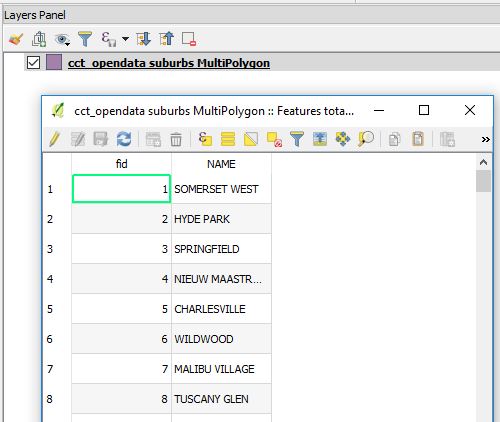 Layers Panel
cct_opendata suburbs MultiPolygon
cct_opendata suburbs MultiPolygon :: Features tota...
fid NAME
1 1 SOMERSET WEST
2 2 HYDE PARK
3 3 SPRINGFIELD
4 4 NIEUW MAASTR...
5 5 CHARLESVILLE
6 6 WILDWOOD
7 7 MALIBU VILLAGE
8 8 TUSCANY GLEN